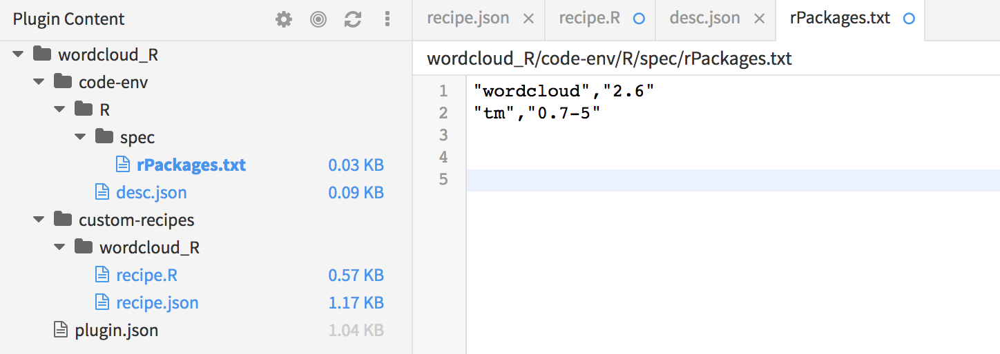 Plugin Content
wordcloud_R
code-env
R
spec
rPackages.txt 0.03 KB
desc.json 0.09 KB
custom-recipes
wordcloud_R
recipe.R 0.57 KB
recipe.json 1.17 KB
plugin.json 1.04 KB
recipe.json recipe.R desc.json rPackages.txt
wordcloud_R/code-env/R/spec/rPackages.txt
1 "wordcloud","2.6"
2 "tm","0.7-5"
3
4
5